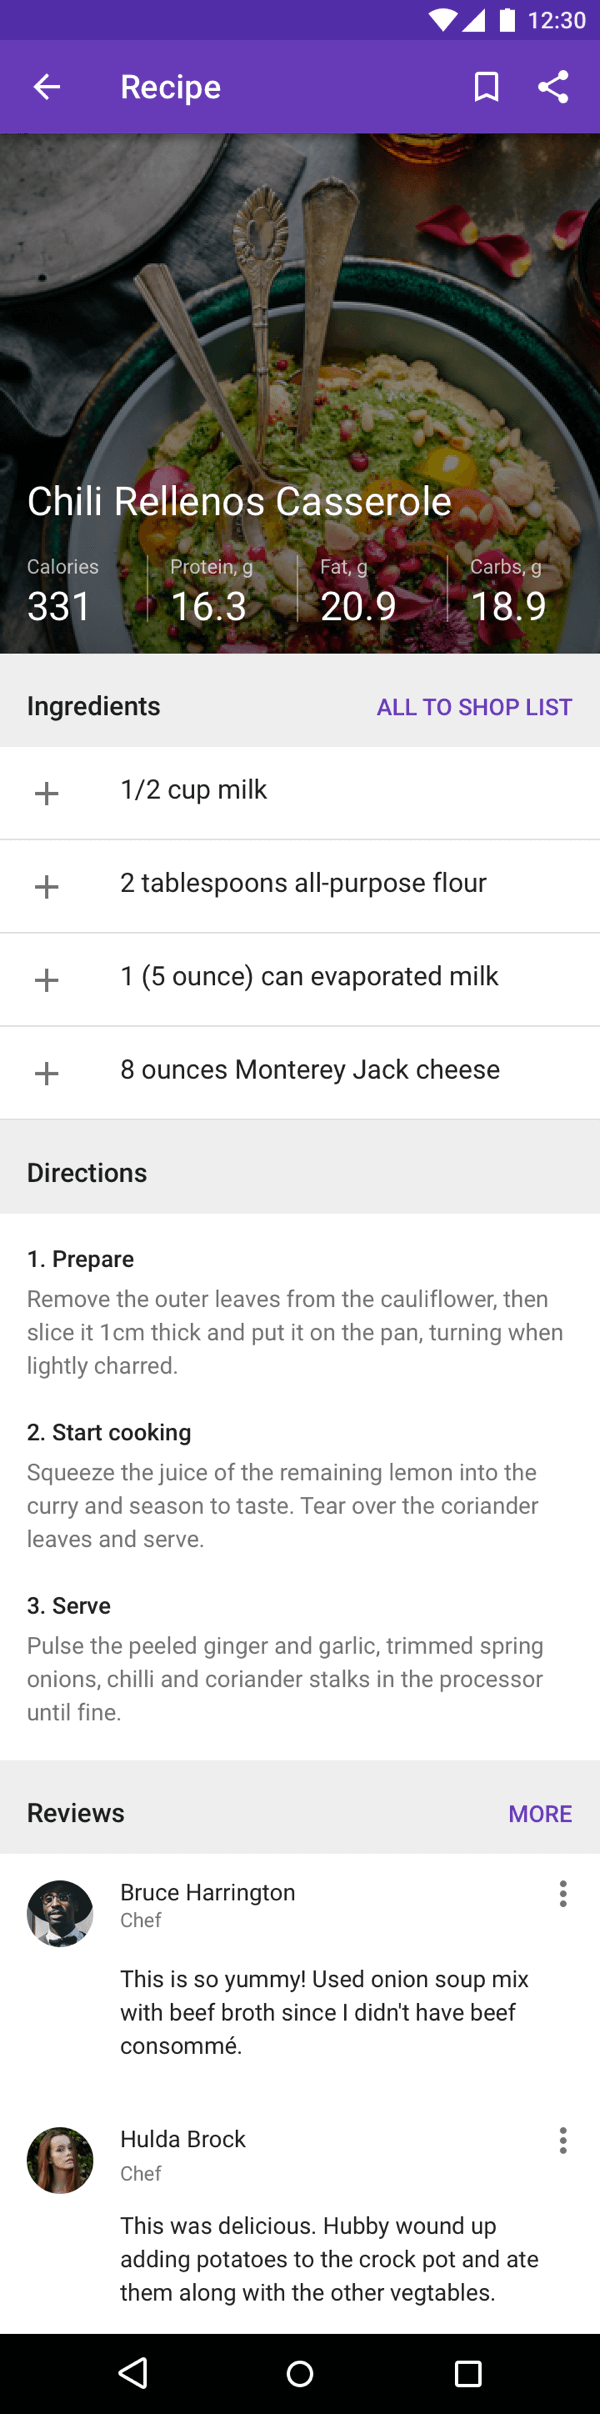 12:30
Recipe
Chili Rellenos Casserole
Calories
Protein, g
Fat, g
Carbs, g
331
16.3
20.9
18.9
Ingredients
ALL TO SHOP LIST
1/2 cup milk
2 tablespoons all-purpose flour
1 (5 ounce) can evaporated milk
8 ounces Monterey Jack cheese
Directions
1. Prepare
Remove the outer leaves from the cauliflower, then
slice it 1cm thick and put it on the pan, turning when
lightly charred.
2. Start cooking
Squeeze the juice of the remaining lemon into the
curry and season to taste. Tear over the coriander
leaves and serve.
3. Serve
Pulse the peeled ginger and garlic, trimmed spring
onions, chilli and coriander stalks in the processor
until fine.
Reviews
MORE
Bruce Harrington
Chef
This is so yummy! Used onion soup mix
with beef broth since I didn't have beef
consommé.
Hulda Brock
Chef
This was delicious. Hubby wound up
adding potatoes to the crock pot and ate
them along with the other vegtables.